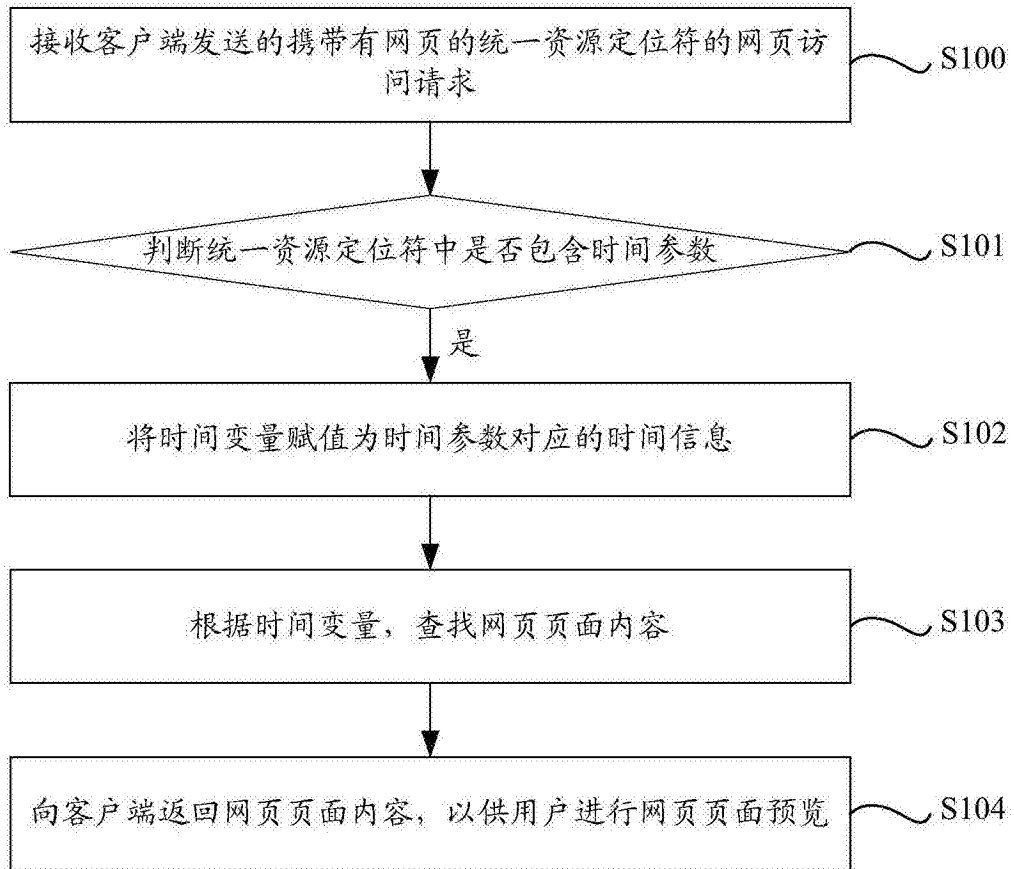 接收客户端发送的携带有网页的统一资源定位符的网页访
问请求
S100
判断统一资源定位符中是否包含时间参数
S101
是
将时间变量赋值为时间参数对应的时间信息
S102
根据时间变量，查找网页页面内容
S103
向客户端返回网页页面内容，以供用户进行网页页面预览
S104